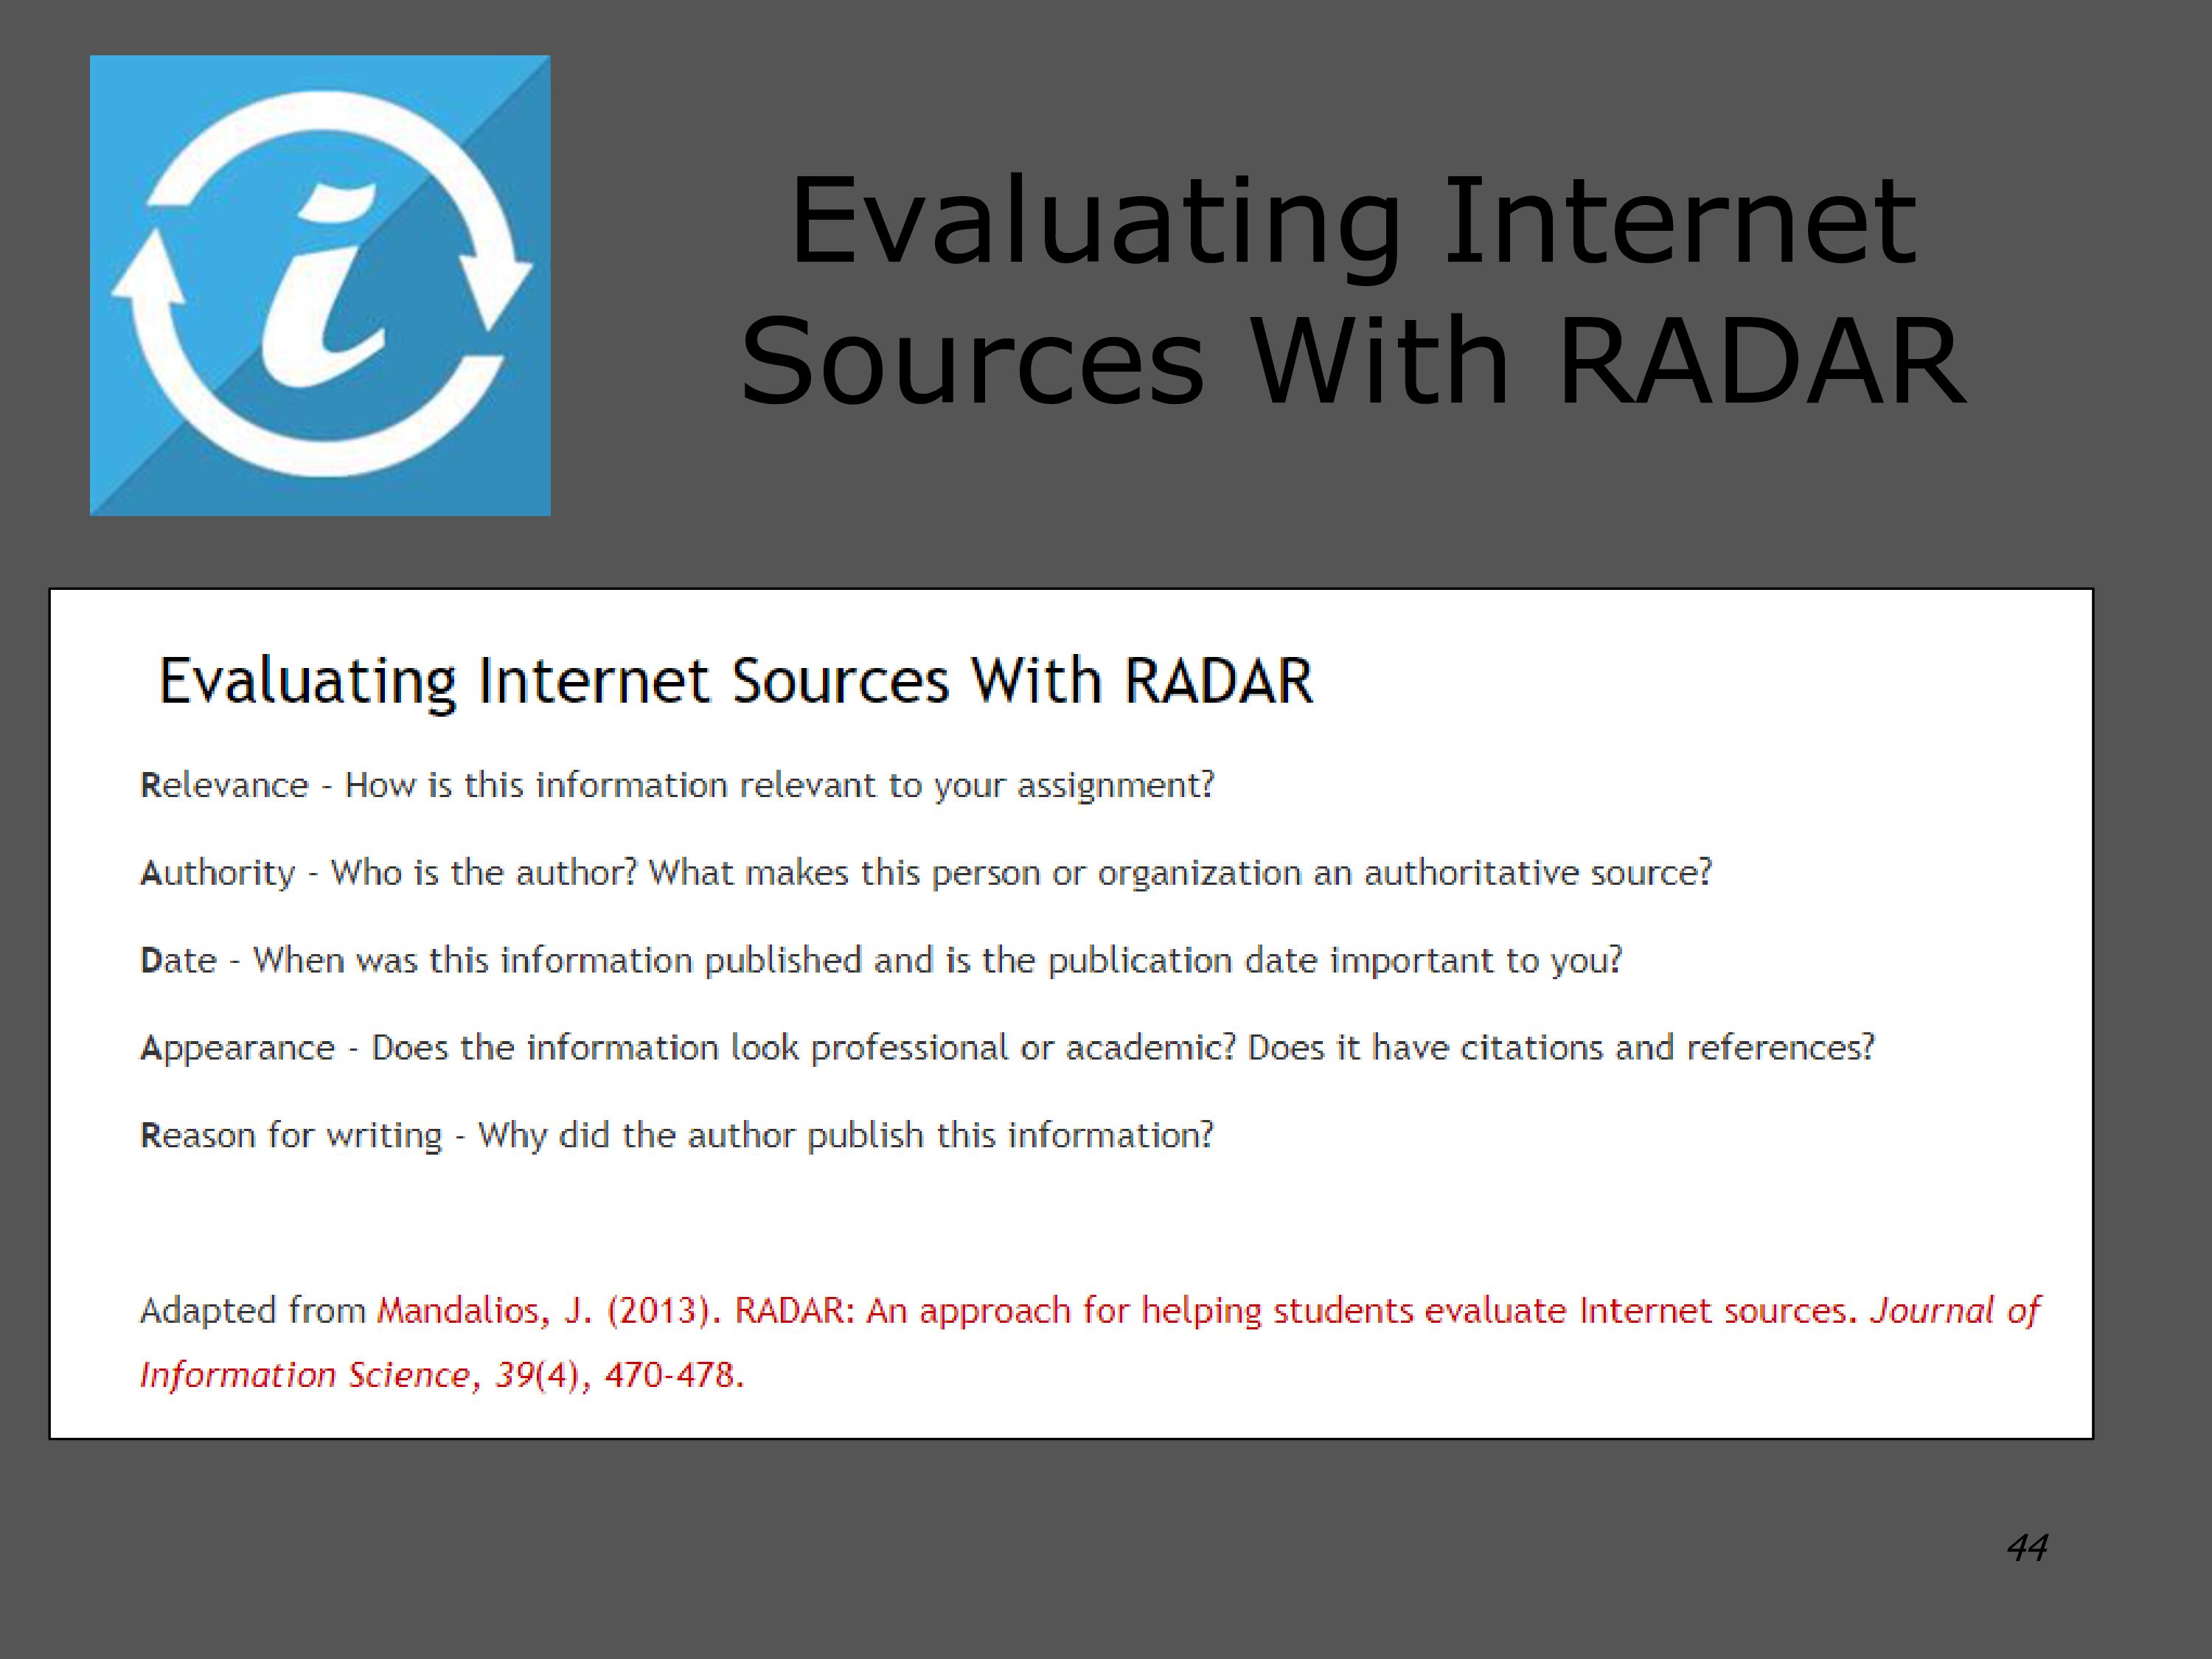 Evaluating Internet
Sources With RADAR
Evaluating Internet Sources With RADAR
Relevance - How is this information relevant to your assignment?
Authority - Who is the author? What makes this person or organization an authoritative source?
Date - When was this information published and is the publication date important to you?
Appearance - Does the information look professional or academic? Does it have citations and references?
Reason for writing - Why did the author publish this information?
Adapted from Mandalios, J. (2013). RADAR: An approach for helping students evaluate Internet sources. Journal of
Information Science, 39(4), 470-478.
44